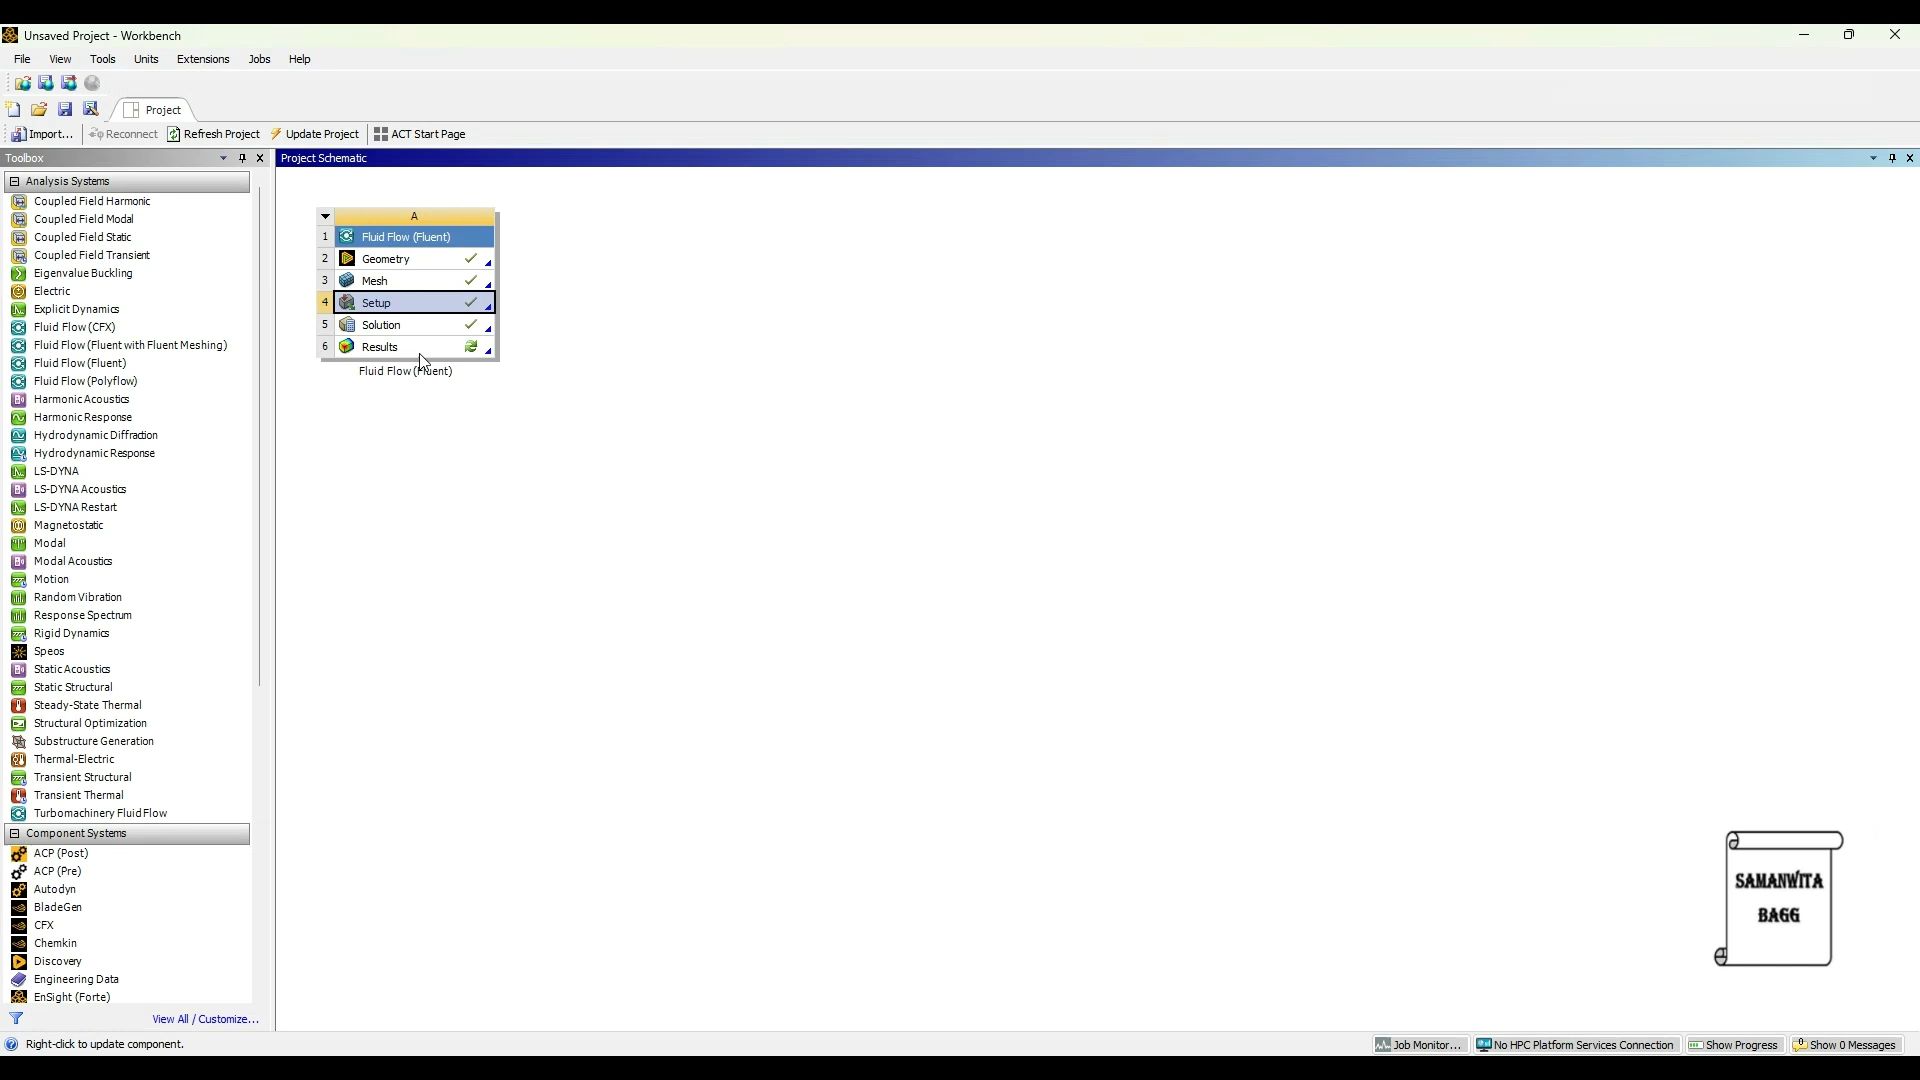 Unsaved Project - Workbench
File View Tools Units Extensions Jobs Help
Project
Import... Reconnect Refresh Project Update Project ACT Start Page
Toolbox
Project Schematic
Analysis Systems
Coupled Field Harmonic
Coupled Field Modal
Coupled Field Static
Coupled Field Transient
Eigenvalue Buckling
Electric
Explicit Dynamics
Fluid Flow (CFX)
Fluid Flow (Fluent with Fluent Meshing)
Fluid Flow (Fluent)
Fluid Flow (Polyflow)
Harmonic Acoustics
Harmonic Response
Hydrodynamic Diffraction
Hydrodynamic Response
LS-DYNA
LS-DYNA Acoustics
LS-DYNA Restart
Magnetostatic
Modal
Modal Acoustics
Motion
Random Vibration
Response Spectrum
Rigid Dynamics
Speos
Static Acoustics
Static Structural
Steady-State Thermal
Structural Optimization
Substructure Generation
Thermal-Electric
Transient Structural
Transient Thermal
Turbomachinery Fluid Flow
Component Systems
ACP (Post)
ACP (Pre)
Autodyn
BladeGen
CFX
Chemkin
Discovery
Engineering Data
EnSight (Forte)
View All / Customize...
A
1 Fluid Flow (Fluent)
2 Geometry
3 Mesh
4 Setup
5 Solution
6 Results
Fluid Flow (Fluent)
SAMANWITA
BAGG
Right-click to update component.
Job Monitor... No HPC Platform Services Connection Show Progress Show 0 Messages